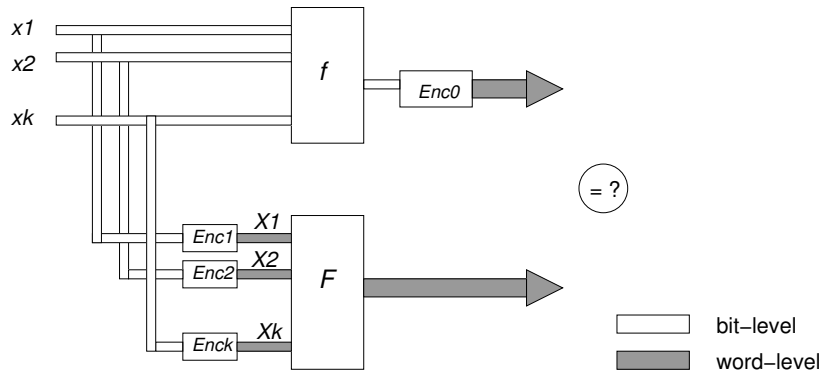 x1
x2
xk
f
Enc0
= ?
Enc1
X1
Enc2
X2
F
Enck
Xk
bit-level
word-level